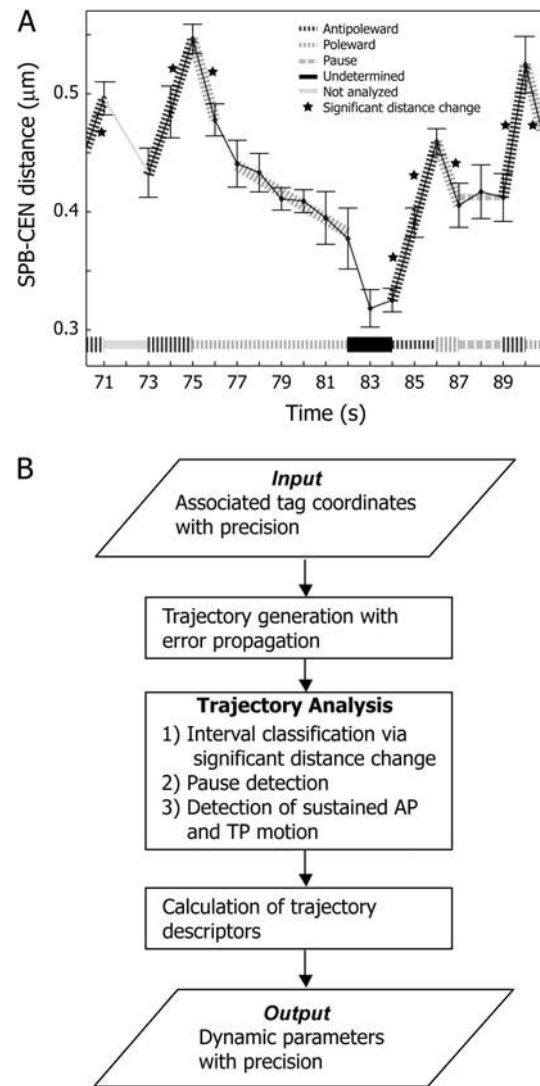 A
Antipoleward
Poleward
Pause
Undetermined
Not analyzed
Significant distance change
SPB-CEN distance (μm)
0.5
0.4
0.3
71 73 75 77 79 81 83 85 87 89
Time (s)
B
Input
Associated tag coordinates
with precision
Trajectory generation with
error propagation
Trajectory Analysis
1) Interval classification via
significant distance change
2) Pause detection
3) Detection of sustained AP
and TP motion
Calculation of trajectory
descriptors
Output
Dynamic parameters
with precision